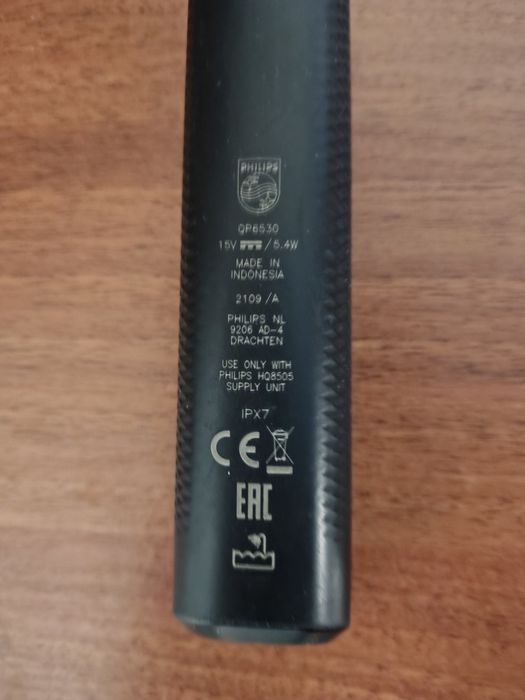 PHILIPS
QP6530
15V / 5.4W
MADE IN
INDONESIA
2109 /A
PHILIPS NL
9206 AD-4
DRACHTEN
USE ONLY WITH
PHILIPS HQ8505
SUPPLY UNIT
IPX7
CE
EAC